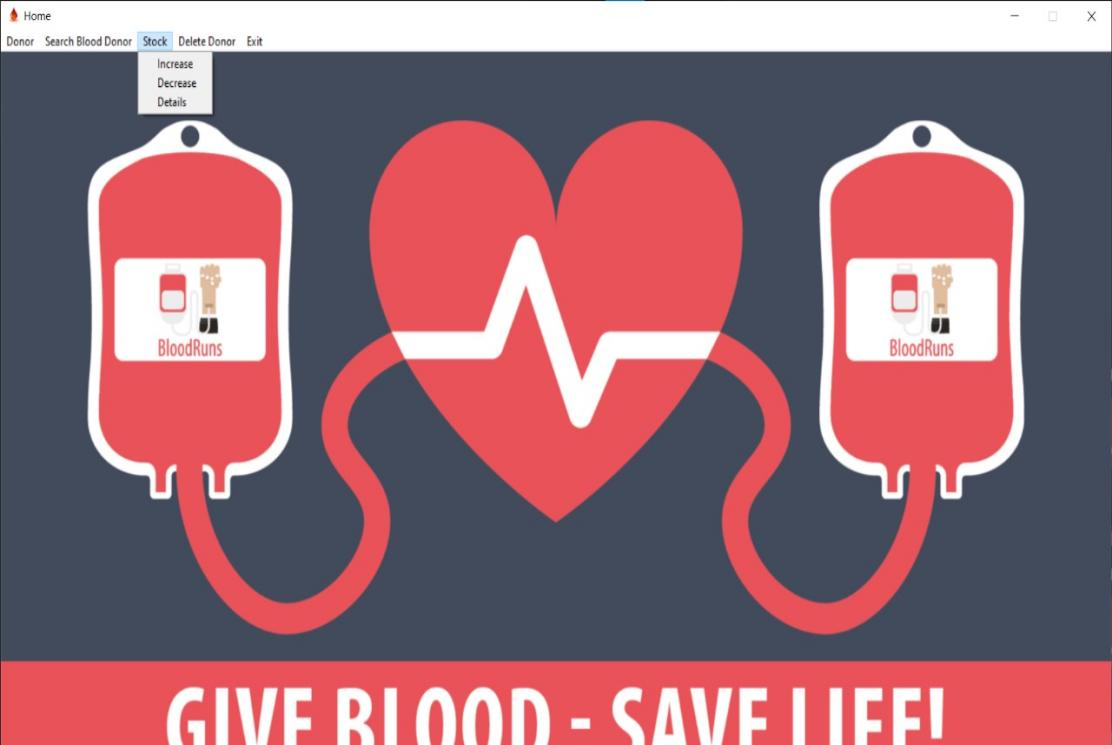 Home
Donor Search Blood Donor Stock Delete Donor Exit
Increase
Decrease
Details
BloodRuns
BloodRuns
GIVE BLOOD - SAVE LIFE!